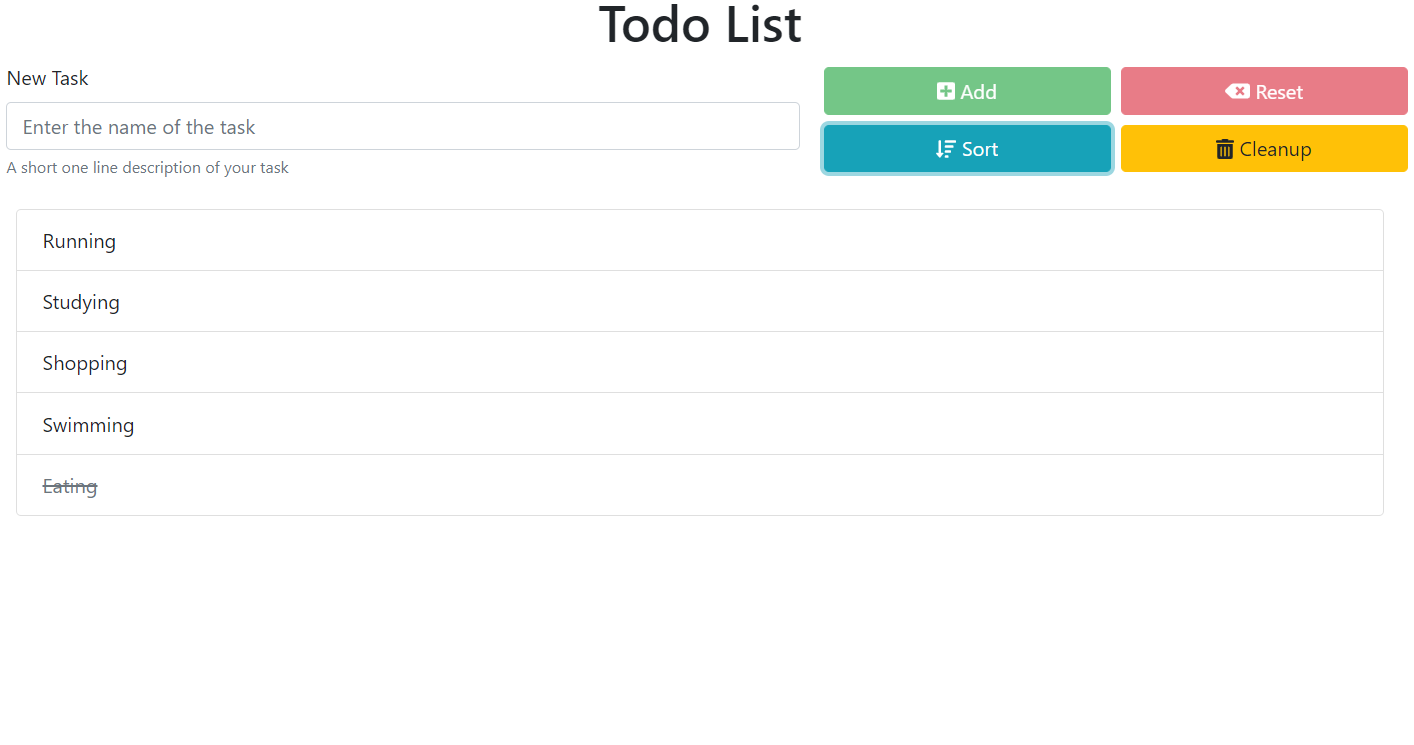 Todo List
New Task
Enter the name of the task
A short one line description of your task
Add
Reset
Sort
Cleanup
Running
Studying
Shopping
Swimming
Eating